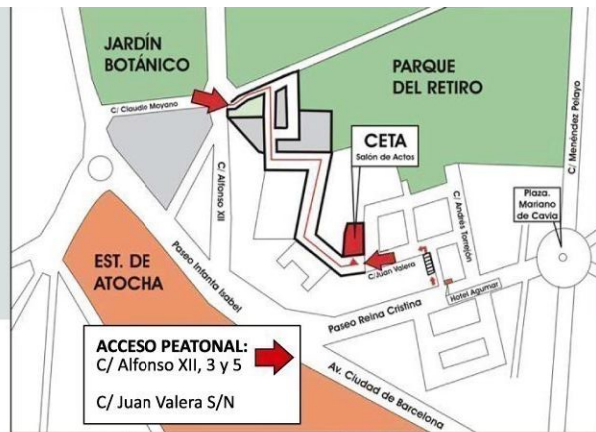 JARDÍN
BOTÁNICO
C/ Claudio Moyano
PARQUE
DEL RETIRO
C/ Menéndez Pelayo
CETA
Salón de Actos
C/ Alfonso XII
C/ Andrés Torrejón
Plaza.
Mariano
de Cavia
EST. DE
ATOCHA
Paseo Infanta Isabel
C/Juan Valera
Hotel Agumar
Paseo Reina Cristina
Av. Ciudad de Barcelona
ACCESO PEATONAL:
C/ Alfonso XII, 3 y 5
C/ Juan Valera S/N